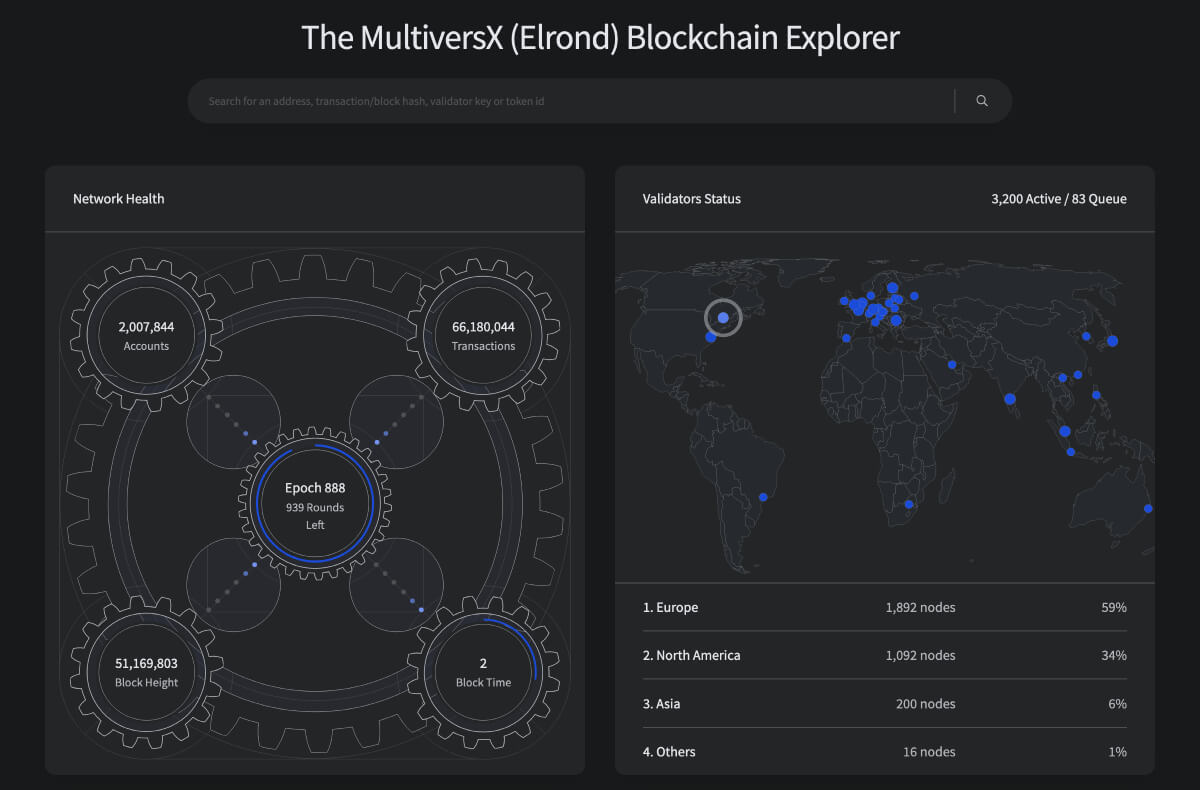 The MultiversX (Elrond) Blockchain Explorer
Search for an address, transaction/block hash, validator key or token id
Network Health
2,007,844
Accounts
66,180,044
Transactions
Epoch 888
939 Rounds
Left
51,169,803
Block Height
2
Block Time
Validators Status
3,200 Active / 83 Queue
1. Europe 1,892 nodes 59%
2. North America 1,092 nodes 34%
3. Asia 200 nodes 6%
4. Others 16 nodes 1%